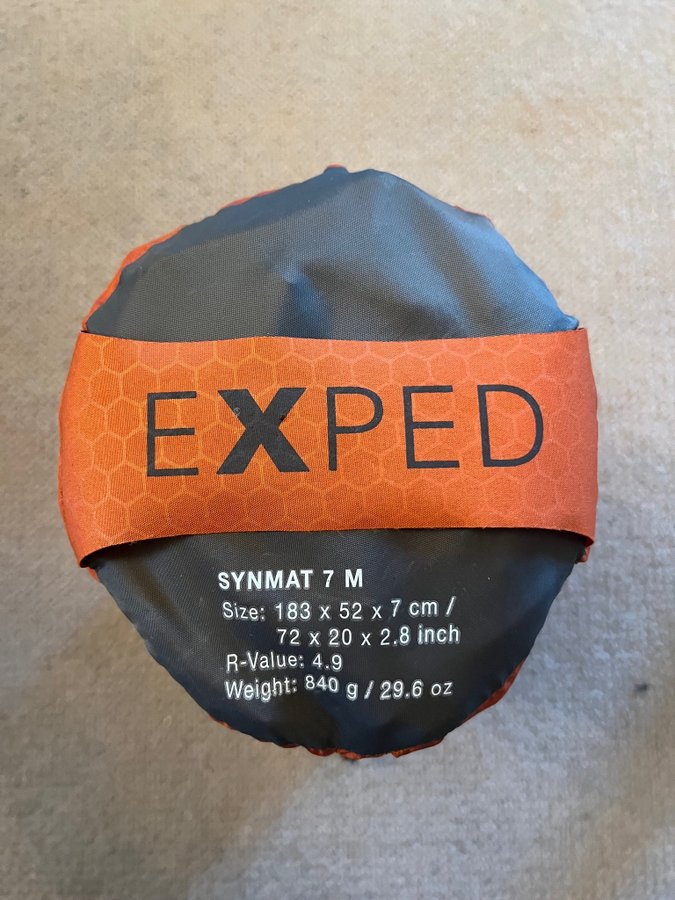 EXPED
SYNMAT 7 M
Size: 183 x 52 x 7 cm /
72 x 20 x 2.8 inch
R-Value: 4.9
Weight: 840 g / 29.6 oz